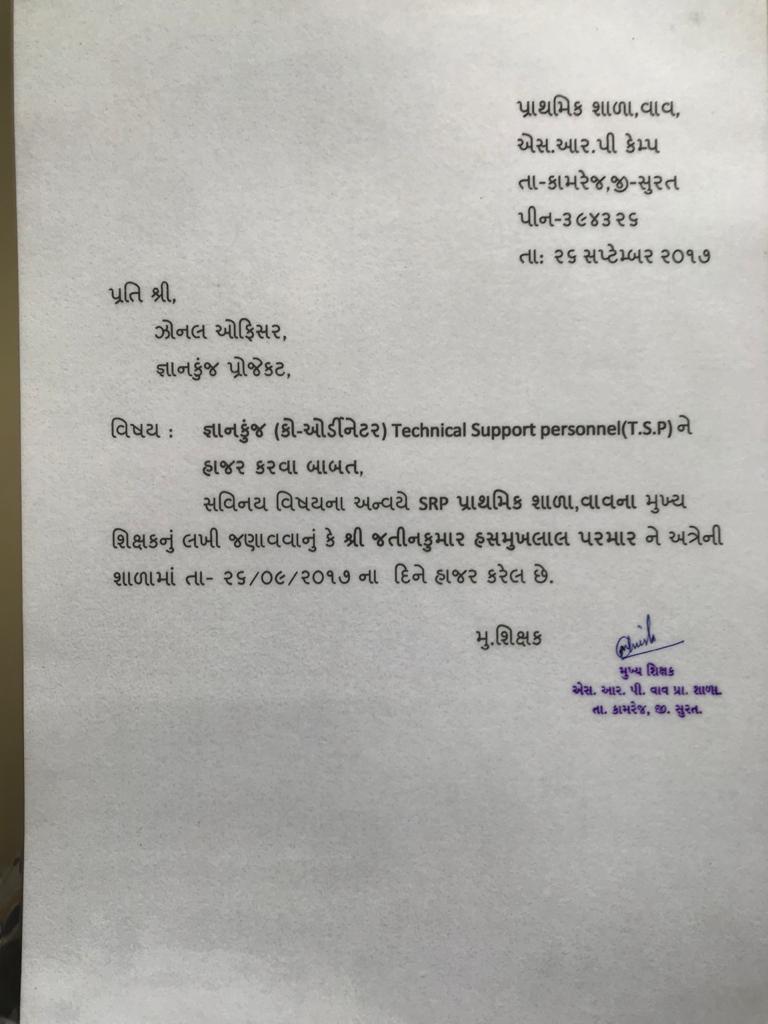 પ્રાથમિક શાળા,વાવ,
એસ.આર.પી કેમ્પ
તા-કામરેજ,જી-સુરત
પીન-૩૯૪૩૨૬
તા: ૨૬ સપ્ટેમ્બર ૨૦૧૭
પ્રતિ શ્રી,
ઝોનલ ઓફિસર,
જ્ઞાનકુંજ પ્રોજેકટ,
વિષય : જ્ઞાનકુંજ (કો-ઓર્ડીનેટર) Technical Support personnel(T.S.P) ને
હાજર કરવા બાબત,
સવિનય વિષયના અન્વયે SRP પ્રાથમિક શાળા,વાવના મુખ્ય
શિક્ષકનું લખી જણાવવાનું કે શ્રી જતીનકુમાર હસમુખલાલ પરમાર ને અત્રેની
શાળામાં તા- ૨૬/૦૯/૨૦૧૭ ના દિને હાજર કરેલ છે.
મુ.શિક્ષક
મુખ્ય શિક્ષક
એસ. આર. પી. વાવ પ્રા. શાળા.
તા. કામરેજ, જી. સુરત.